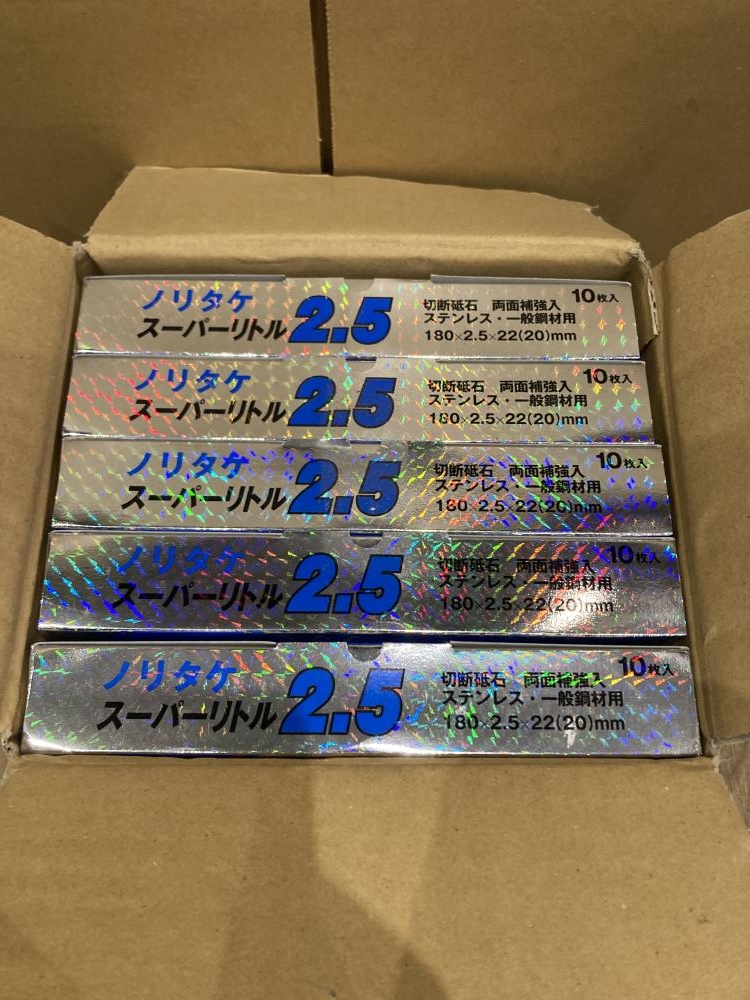 ノリタケ
スーパーリトル2.5
切断砥石 両面補強入 10枚入
ステンレス・一般鋼材用
180×2.5×22(20)mm
ノリタケ
スーパーリトル2.5
切断砥石 両面補強入 10枚入
ステンレス・一般鋼材用
180×2.5×22(20)mm
ノリタケ
スーパーリトル2.5
切断砥石 両面補強入 10枚入
ステンレス・一般鋼材用
180×2.5×22(20)mm
ノリタケ
スーパーリトル2.5
切断砥石 両面補強入 10枚入
ステンレス・一般鋼材用
180×2.5×22(20)mm
ノリタケ
スーパーリトル2.5
切断砥石 両面補強入 10枚入
ステンレス・一般鋼材用
180×2.5×22(20)mm